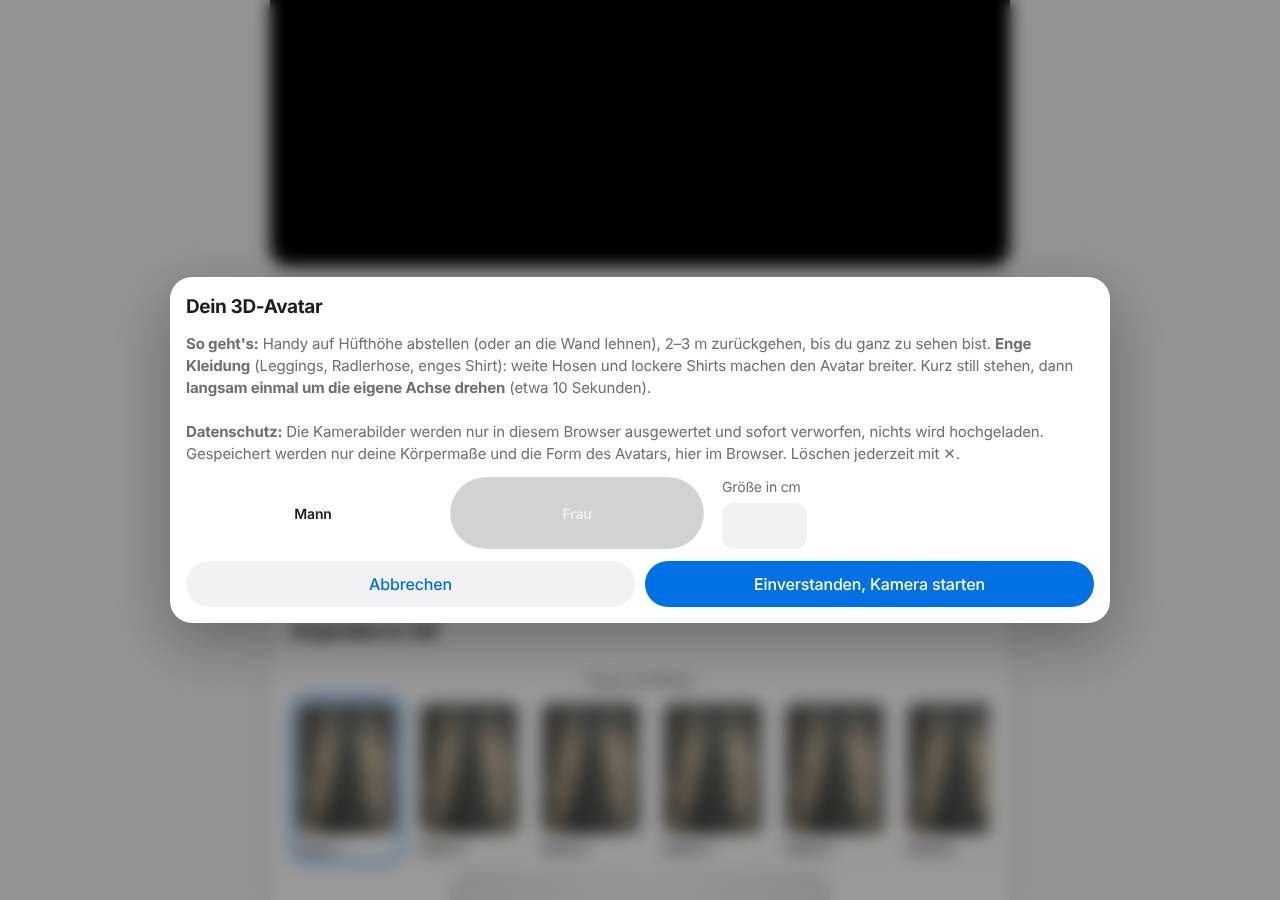 Dein 3D-Avatar
So geht's: Handy auf Hüfthöhe abstellen (oder an die Wand lehnen), 2–3 m zurückgehen, bis du ganz zu sehen bist. Enge
Kleidung (Leggings, Radlerhose, enges Shirt): weite Hosen und lockere Shirts machen den Avatar breiter. Kurz still stehen, dann
langsam einmal um die eigene Achse drehen (etwa 10 Sekunden).
Datenschutz: Die Kamerabilder werden nur in diesem Browser ausgewertet und sofort verworfen, nichts wird hochgeladen.
Gespeichert werden nur deine Körpermaße und die Form des Avatars, hier im Browser. Löschen jederzeit mit ✕.
Mann
Frau
Größe in cm
Abbrechen
Einverstanden, Kamera starten